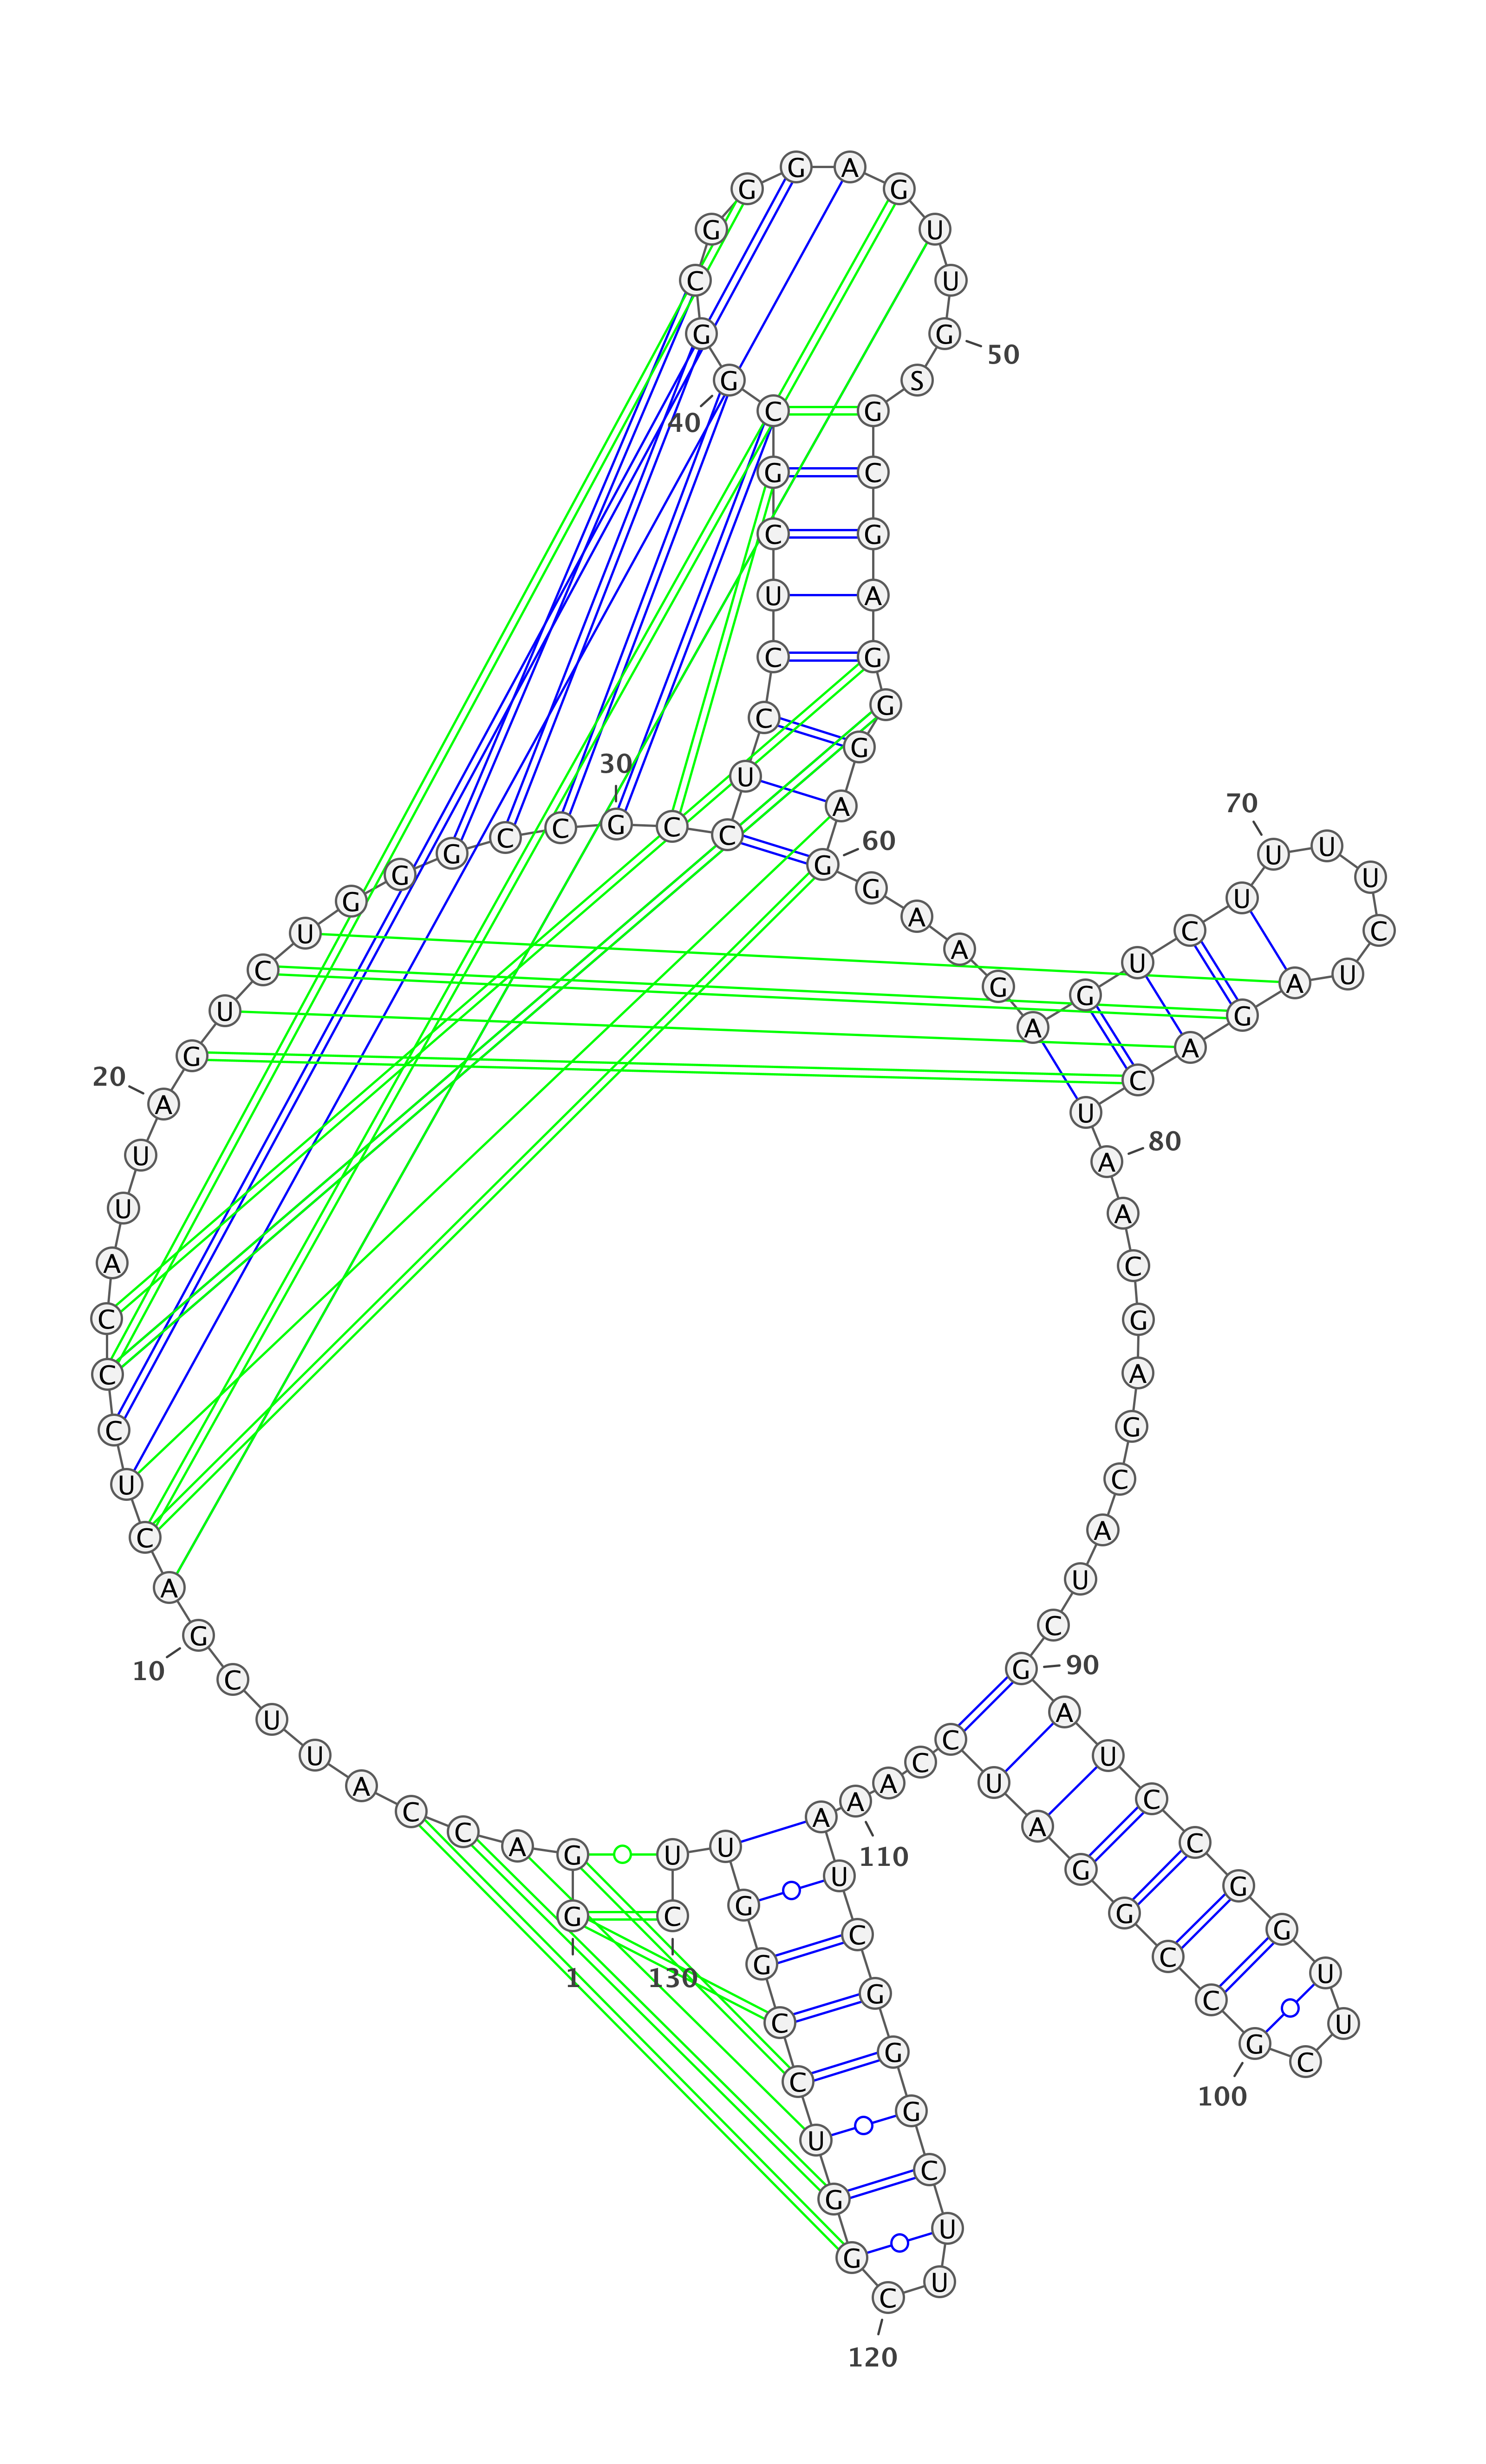 1
G G A C C A U U C G
10
A C U C C C A U U A
20
G U C U G G G C C G
30
C C U C C U C G C G
40
G C G G G A G U U G
50
S G C G A G G G A G
60
G A A G A G U C U U
70
U U C U A G A C U A
80
A C G A G C A U C G
90
A U C C G G U U C G
100
C C G G A U C C A A
110
A U C G G G C U U C
120
G G U C C G G U U C
130